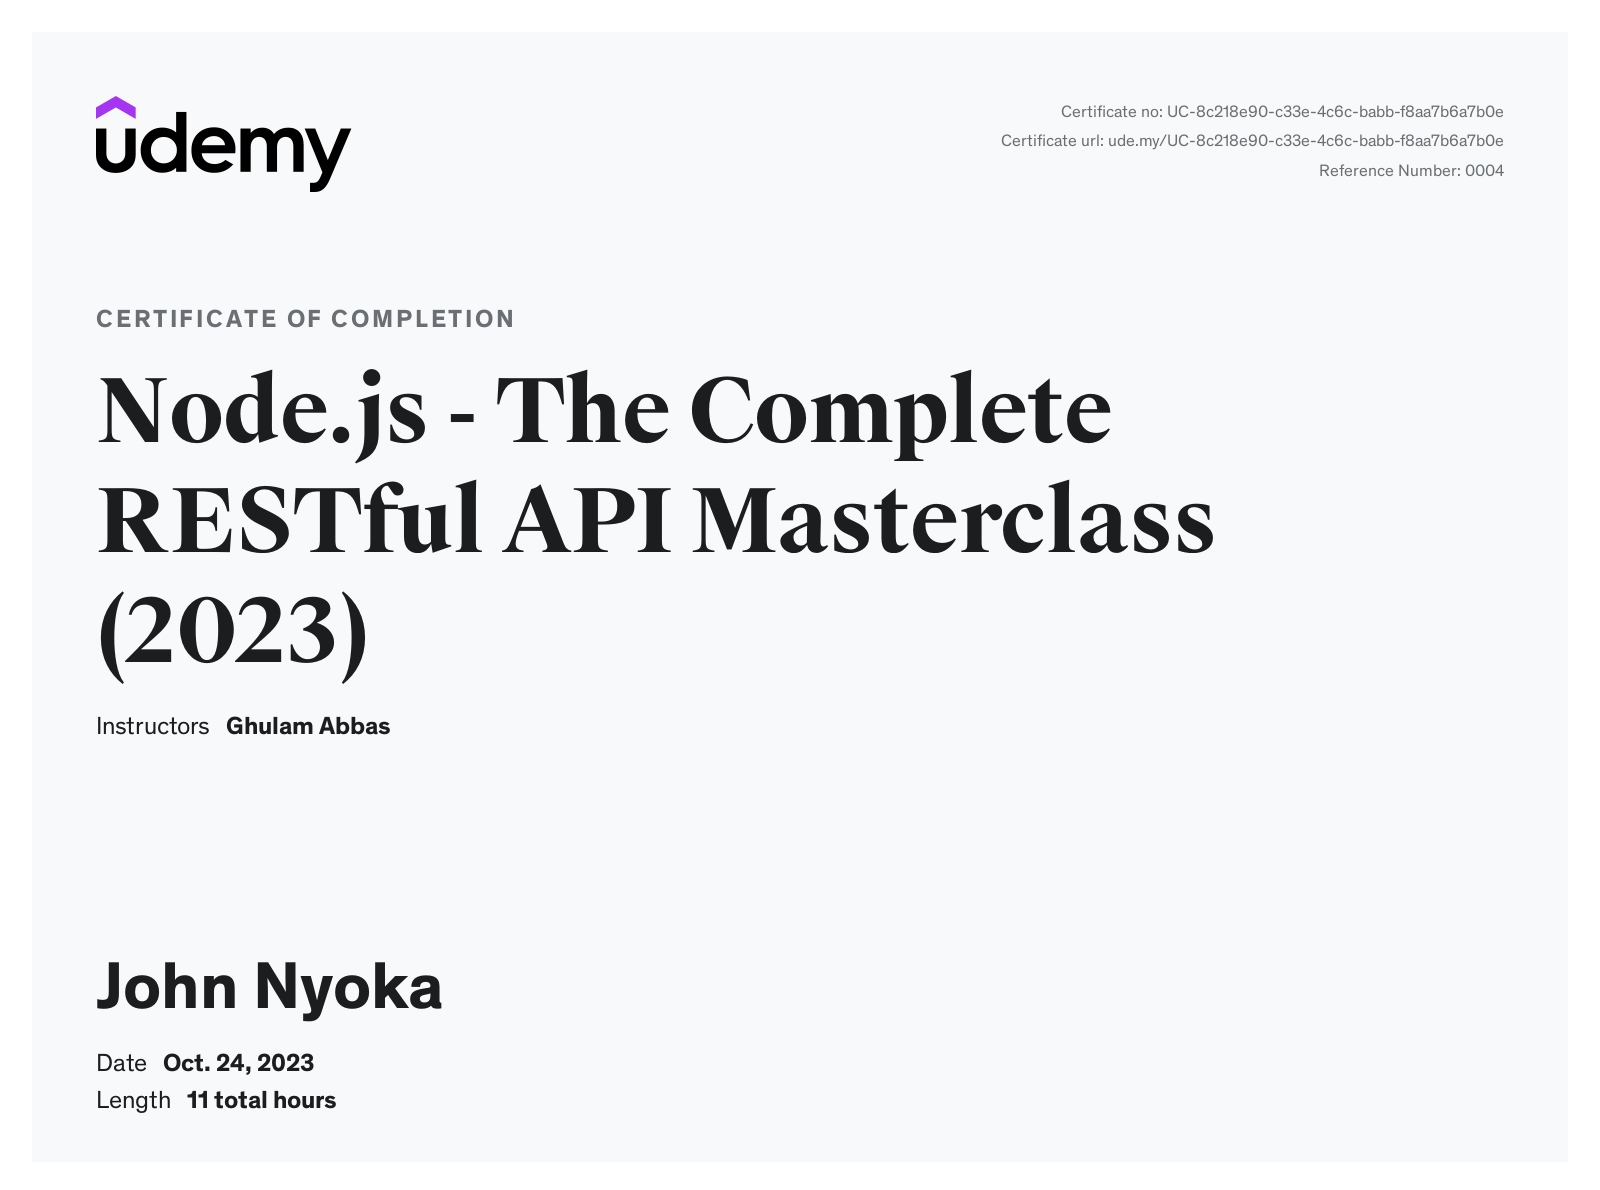 udemy
Certificate no: UC-8c218e90-c33e-4c6c-babb-f8aa7b6a7b0e
Certificate url: ude.my/UC-8c218e90-c33e-4c6c-babb-f8aa7b6a7b0e
Reference Number: 0004
CERTIFICATE OF COMPLETION
Node.js - The Complete
RESTful API Masterclass
(2023)
Instructors Ghulam Abbas
John Nyoka
Date Oct. 24, 2023
Length 11 total hours